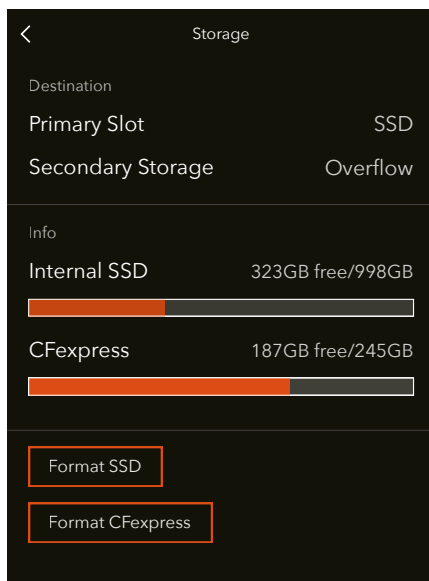 Storage
Destination
Primary Slot SSD
Secondary Storage Overflow
Info
Internal SSD 323GB free/998GB
CFexpress 187GB free/245GB
Format SSD
Format CFexpress